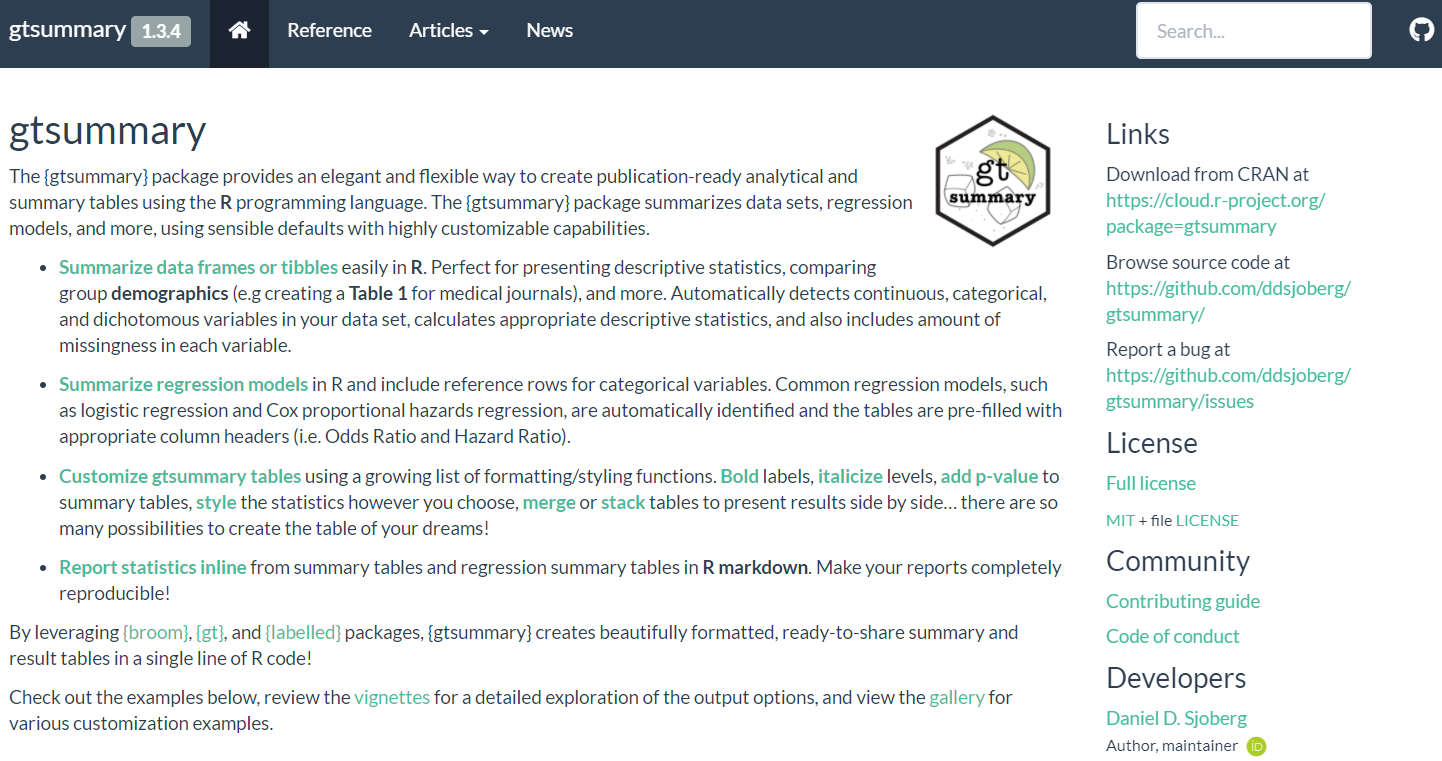 gtsummary 1.3.4 Reference Articles News Search...
gtsummary
gt
summary
The {gtsummary} package provides an elegant and flexible way to create publication-ready analytical and
summary tables using the R programming language. The {gtsummary} package summarizes data sets, regression
models, and more, using sensible defaults with highly customizable capabilities.
• Summarize data frames or tibbles easily in R. Perfect for presenting descriptive statistics, comparing
group demographics (e.g creating a Table 1 for medical journals), and more. Automatically detects continuous, categorical,
and dichotomous variables in your data set, calculates appropriate descriptive statistics, and also includes amount of
missingness in each variable.
• Summarize regression models in R and include reference rows for categorical variables. Common regression models, such
as logistic regression and Cox proportional hazards regression, are automatically identified and the tables are pre-filled with
appropriate column headers (i.e. Odds Ratio and Hazard Ratio).
• Customize gtsummary tables using a growing list of formatting/styling functions. Bold labels, italicize levels, add p-value to
summary tables, style the statistics however you choose, merge or stack tables to present results side by side... there are so
many possibilities to create the table of your dreams!
• Report statistics inline from summary tables and regression summary tables in R markdown. Make your reports completely
reproducible!
By leveraging {broom}, {gt}, and {labelled} packages, {gtsummary} creates beautifully formatted, ready-to-share summary and
result tables in a single line of R code!
Check out the examples below, review the vignettes for a detailed exploration of the output options, and view the gallery for
various customization examples.
Links
Download from CRAN at
https://cloud.r-project.org/
package=gtsummary
Browse source code at
https://github.com/ddsjoberg/
gtsummary/
Report a bug at
https://github.com/ddsjoberg/
gtsummary/issues
License
Full license
MIT + file LICENSE
Community
Contributing guide
Code of conduct
Developers
Daniel D. Sjoberg
Author, maintainer iD